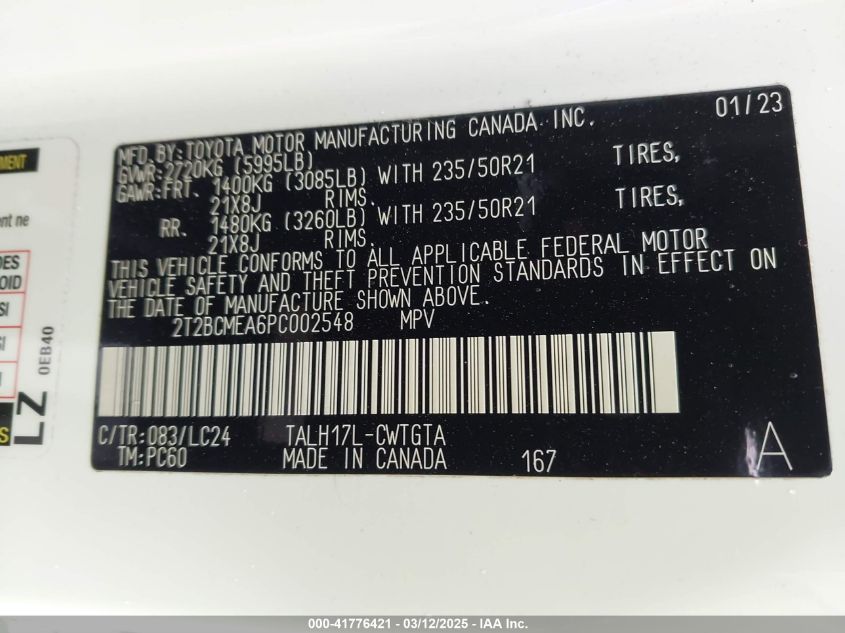 MFD.BY:TOYOTA MOTOR MANUFACTURING CANADA INC. 01/23
GVWR:2720KG (5995LB)
GAWR:FRT. 1400KG (3085LB) WITH 235/50R21 TIRES,
21X8J RIMS.
RR. 1480KG (3260LB) WITH 235/50R21 TIRES,
21X8J RIMS.
THIS VEHICLE CONFORMS TO ALL APPLICABLE FEDERAL MOTOR
VEHICLE SAFETY AND THEFT PREVENTION STANDARDS IN EFFECT ON
THE DATE OF MANUFACTURE SHOWN ABOVE.
2T2BCMEA6PC002548 MPV
C/TR:083/LC24 TALH17L-CWTGTA
TM:PC60 MADE IN CANADA 167 A
LZ
0EB40
000-41776421 - 03/12/2025 - IAA Inc.